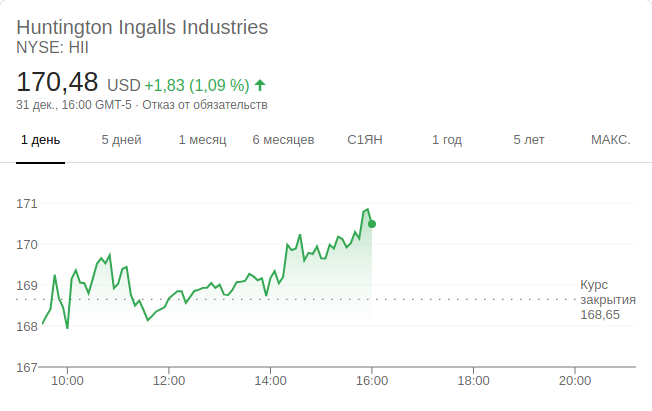 Huntington Ingalls Industries
NYSE: HII
170,48 USD +1,83 (1,09 %)
31 дек., 16:00 GMT-5 · Отказ от обязательств
1 день 5 дней 1 месяц 6 месяцев С1ЯН 1 год 5 лет МАКС.
171
170
169
168
167
Курс
закрытия
168,65
10:00 12:00 14:00 16:00 18:00 20:00